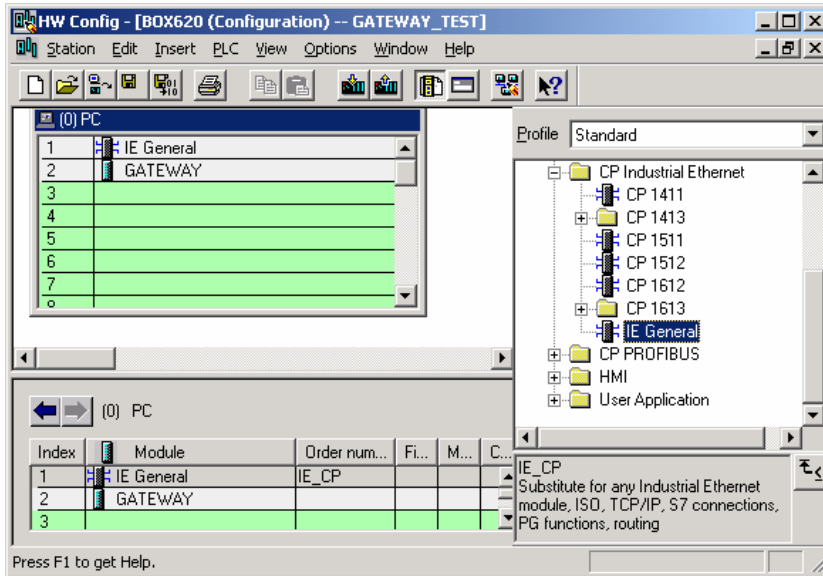 HW Config - [BOX620 (Configuration) -- GATEWAY_TEST]
Station Edit Insert PLC View Options Window Help
(0) PC
1 IE General
2 GATEWAY
3
4
5
6
7
Profile Standard
CP Industrial Ethernet
CP 1411
CP 1413
CP 1511
CP 1512
CP 1612
CP 1613
IE General
CP PROFIBUS
HMI
User Application
(0) PC
Index Module Order num... Fi... M... C...
1 IE General IE_CP
2 GATEWAY
3
IE_CP
Substitute for any Industrial Ethernet
module, ISO, TCP/IP, S7 connections,
PG functions, routing
Press F1 to get Help.